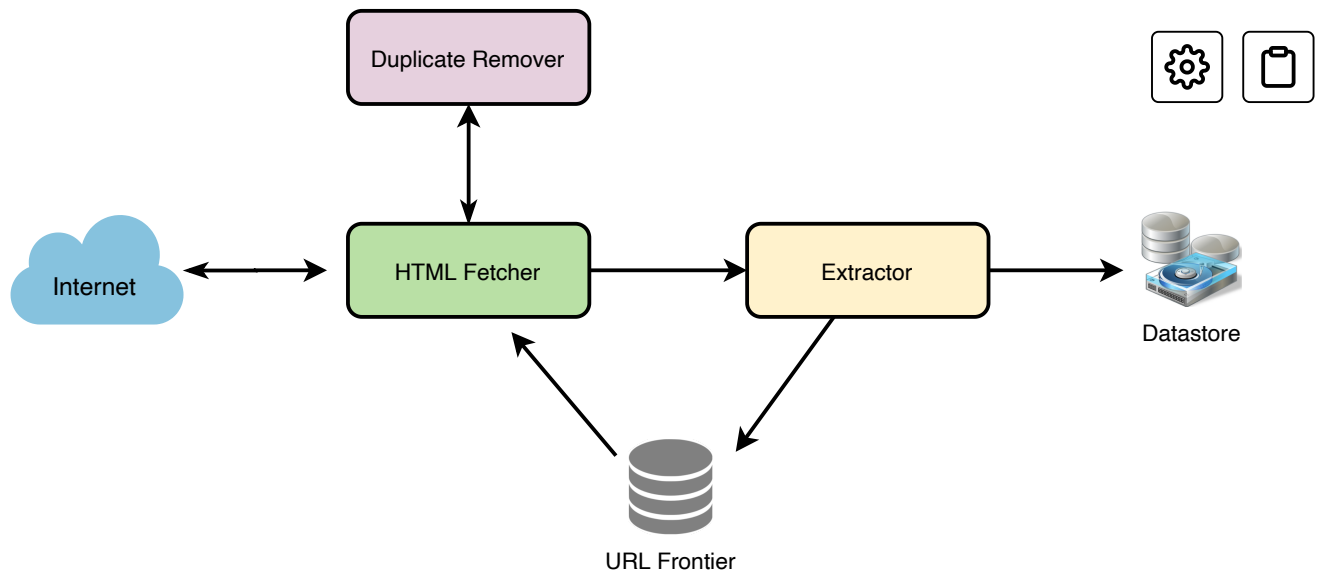 Duplicate Remover
Internet
HTML Fetcher
Extractor
Datastore
URL Frontier